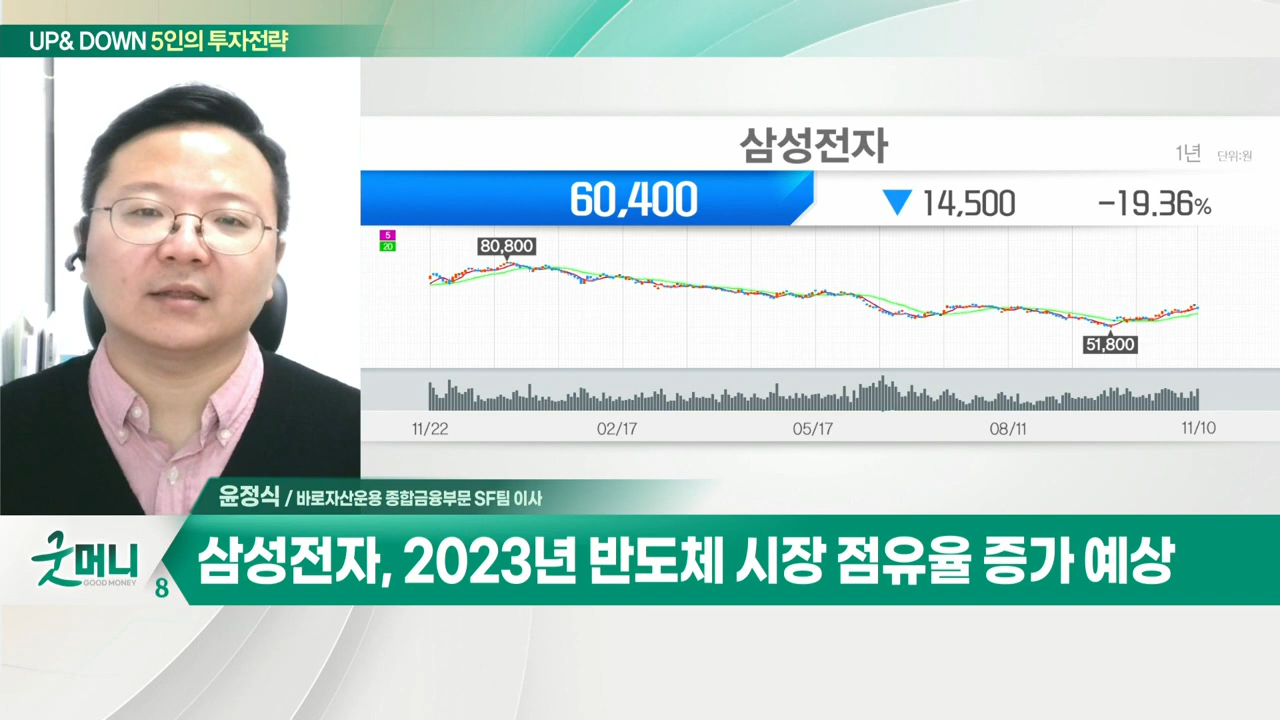 UP& DOWN 5인의 투자전략
삼성전자
1년 단위:원
60,400 ▼ 14,500 -19.36%
5
20
80,800
51,800
11/22 02/17 05/17 08/11 11/10
윤정식 / 바로자산운용 종합금융부문 SF팀 이사
굿머니
GOOD MONEY
8
삼성전자, 2023년 반도체 시장 점유율 증가 예상